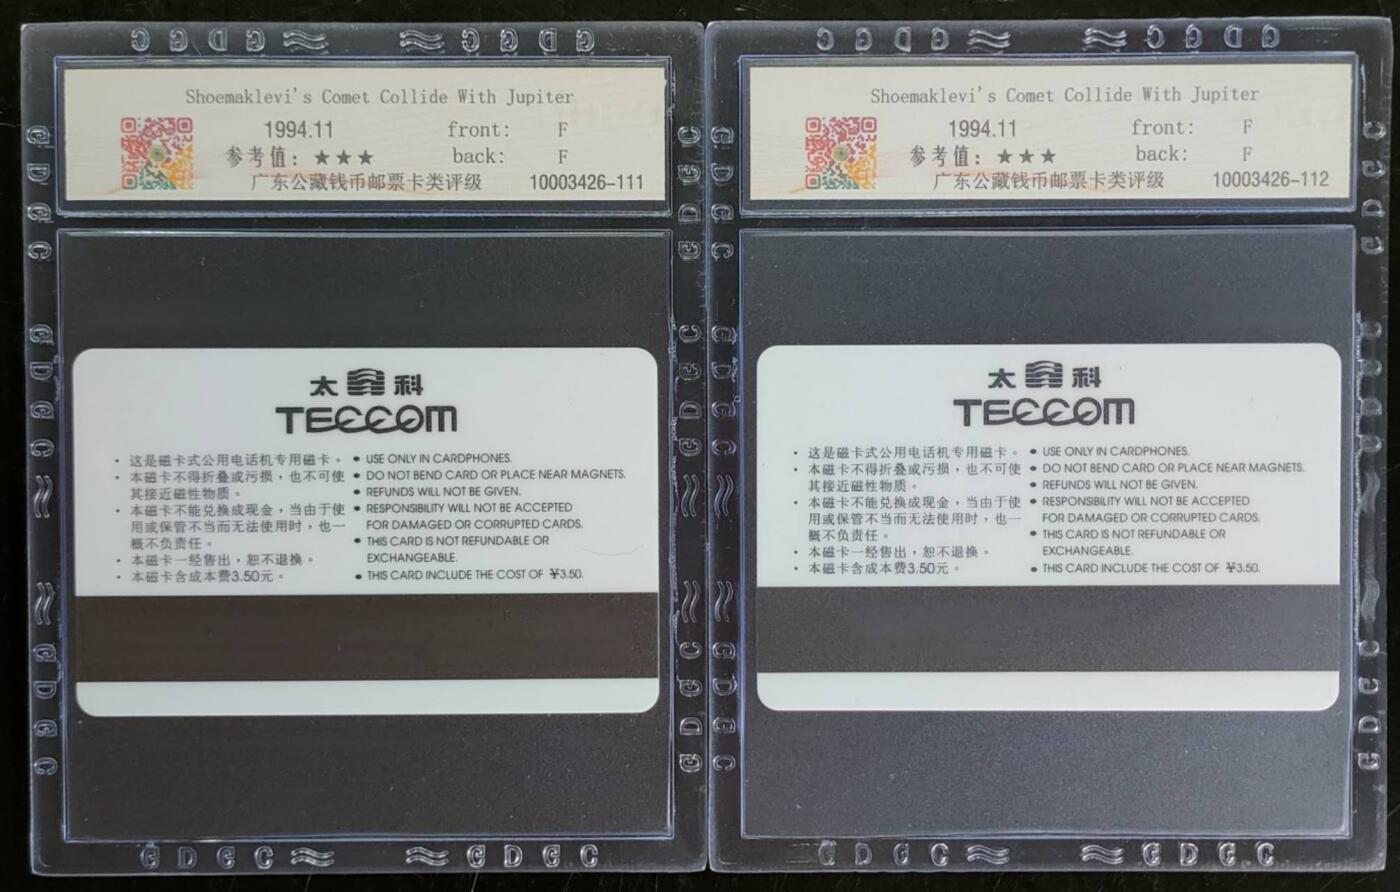 G D G C C G D G
Shoemaklevi's Comet Collide With Jupiter
1994.11 front: F
参考值：★★★ back: F
广东公藏钱币邮票卡类评级 10003426-111
太 科
TECCOM
· 这是磁卡式公用电话机专用磁卡。
· 本磁卡不得折叠或污损，也不可使
其接近磁性物质。
· 本磁卡不能兑换成现金，当由于使
用或保管不当而无法使用时，也一
概不负责任。
· 本磁卡一经售出，恕不退换。
· 本磁卡含成本费3.50元。
● USE ONLY IN CARDPHONES.
● DO NOT BEND CARD OR PLACE NEAR MAGNETS.
● REFUNDS WILL NOT BE GIVEN.
● RESPONSIBILITY WILL NOT BE ACCEPTED
FOR DAMAGED OR CORRUPTED CARDS.
● THIS CARD IS NOT REFUNDABLE OR
EXCHANGEABLE.
● THIS CARD INCLUDE THE COST OF ¥3.50.
G D G C G D G C
Shoemaklevi's Comet Collide With Jupiter
1994.11 front: F
参考值：★★★ back: F
广东公藏钱币邮票卡类评级 10003426-112
太 科
TECCOM
· 这是磁卡式公用电话机专用磁卡。
· 本磁卡不得折叠或污损，也不可使
其接近磁性物质。
· 本磁卡不能兑换成现金，当由于使
用或保管不当而无法使用时，也一
概不负责任。
· 本磁卡一经售出，恕不退换。
· 本磁卡含成本费3.50元。
● USE ONLY IN CARDPHONES.
● DO NOT BEND CARD OR PLACE NEAR MAGNETS.
● REFUNDS WILL NOT BE GIVEN.
● RESPONSIBILITY WILL NOT BE ACCEPTED
FOR DAMAGED OR CORRUPTED CARDS.
● THIS CARD IS NOT REFUNDABLE OR
EXCHANGEABLE.
● THIS CARD INCLUDE THE COST OF ¥3.50.
G D G C G D G C